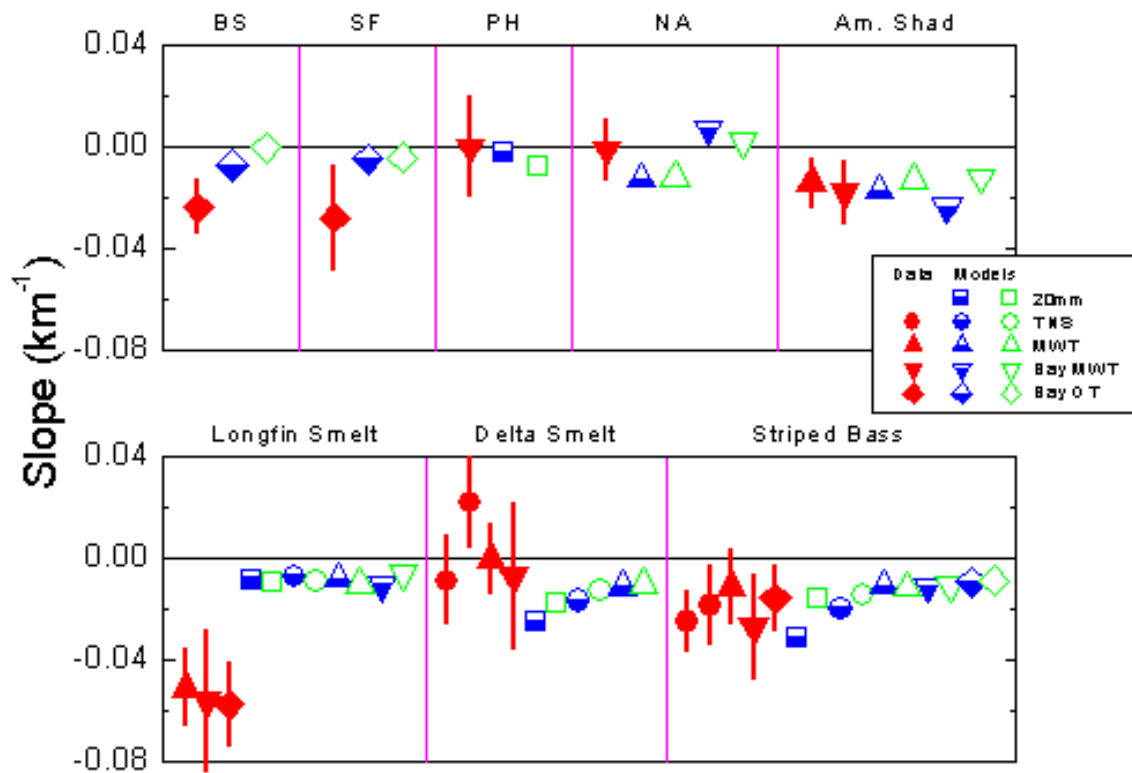 BS SF PH NA Am. Shad
0.04
0.00
-0.04
-0.08
Slope (km⁻¹)
Data Models
20mm
TNS
MWT
Bay MWT
Bay OT
Longfin Smelt Delta Smelt Striped Bass
0.04
0.00
-0.04
-0.08